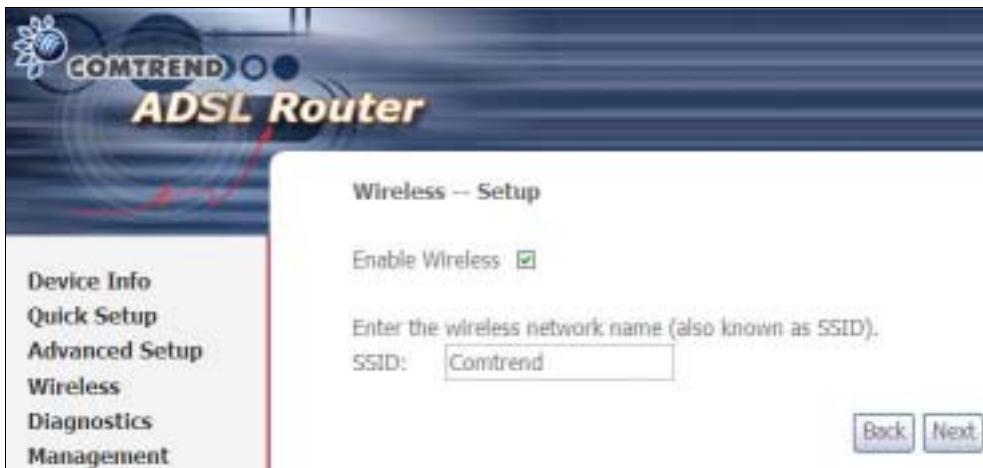 COMTREND
ADSL Router
Device Info
Quick Setup
Advanced Setup
Wireless
Diagnostics
Management
Wireless -- Setup
Enable Wireless
Enter the wireless network name (also known as SSID).
SSID: Comtrend
Back Next